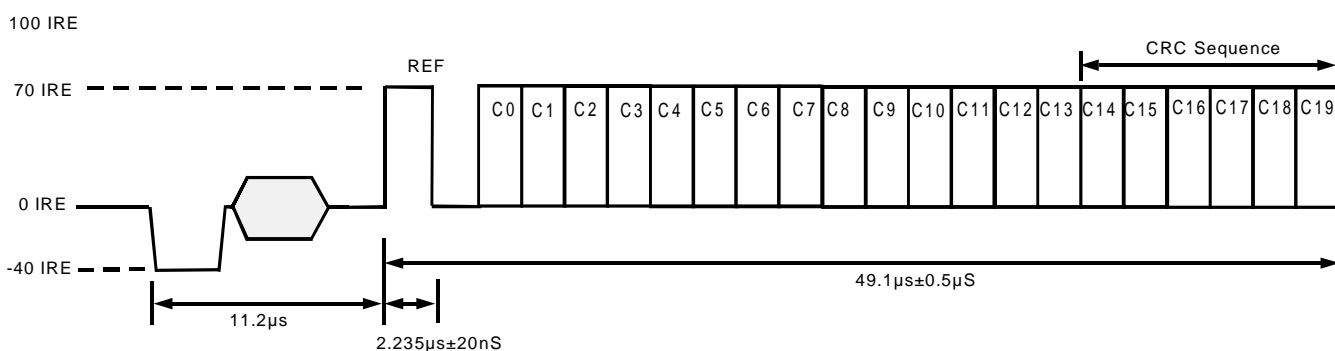 100 IRE
CRC Sequence
REF
70 IRE
C0 C1 C2 C3 C4 C5 C6 C7 C8 C9 C10 C11 C12 C13 C14 C15 C16 C17 C18 C19
0 IRE
-40 IRE
49.1µs±0.5µS
11.2µs
2.235µs±20nS